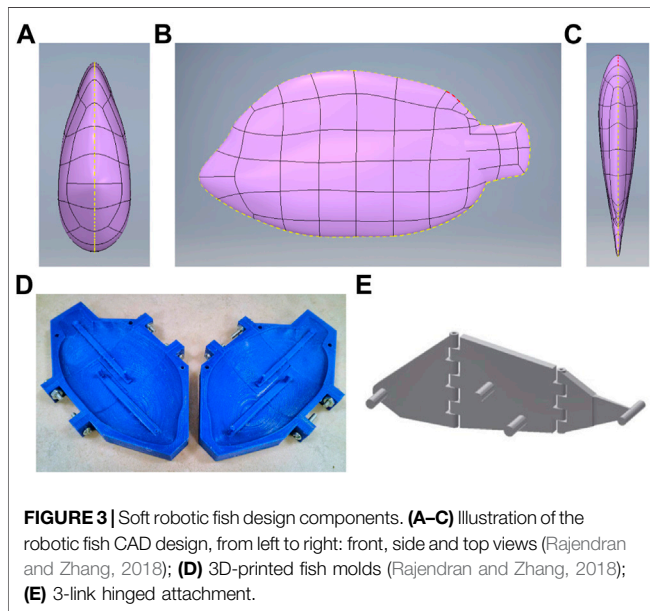 A
B
C
D
E
FIGURE 3 | Soft robotic fish design components. (A–C) Illustration of the
robotic fish CAD design, from left to right: front, side and top views (Rajendran
and Zhang, 2018); (D) 3D-printed fish molds (Rajendran and Zhang, 2018);
(E) 3-link hinged attachment.